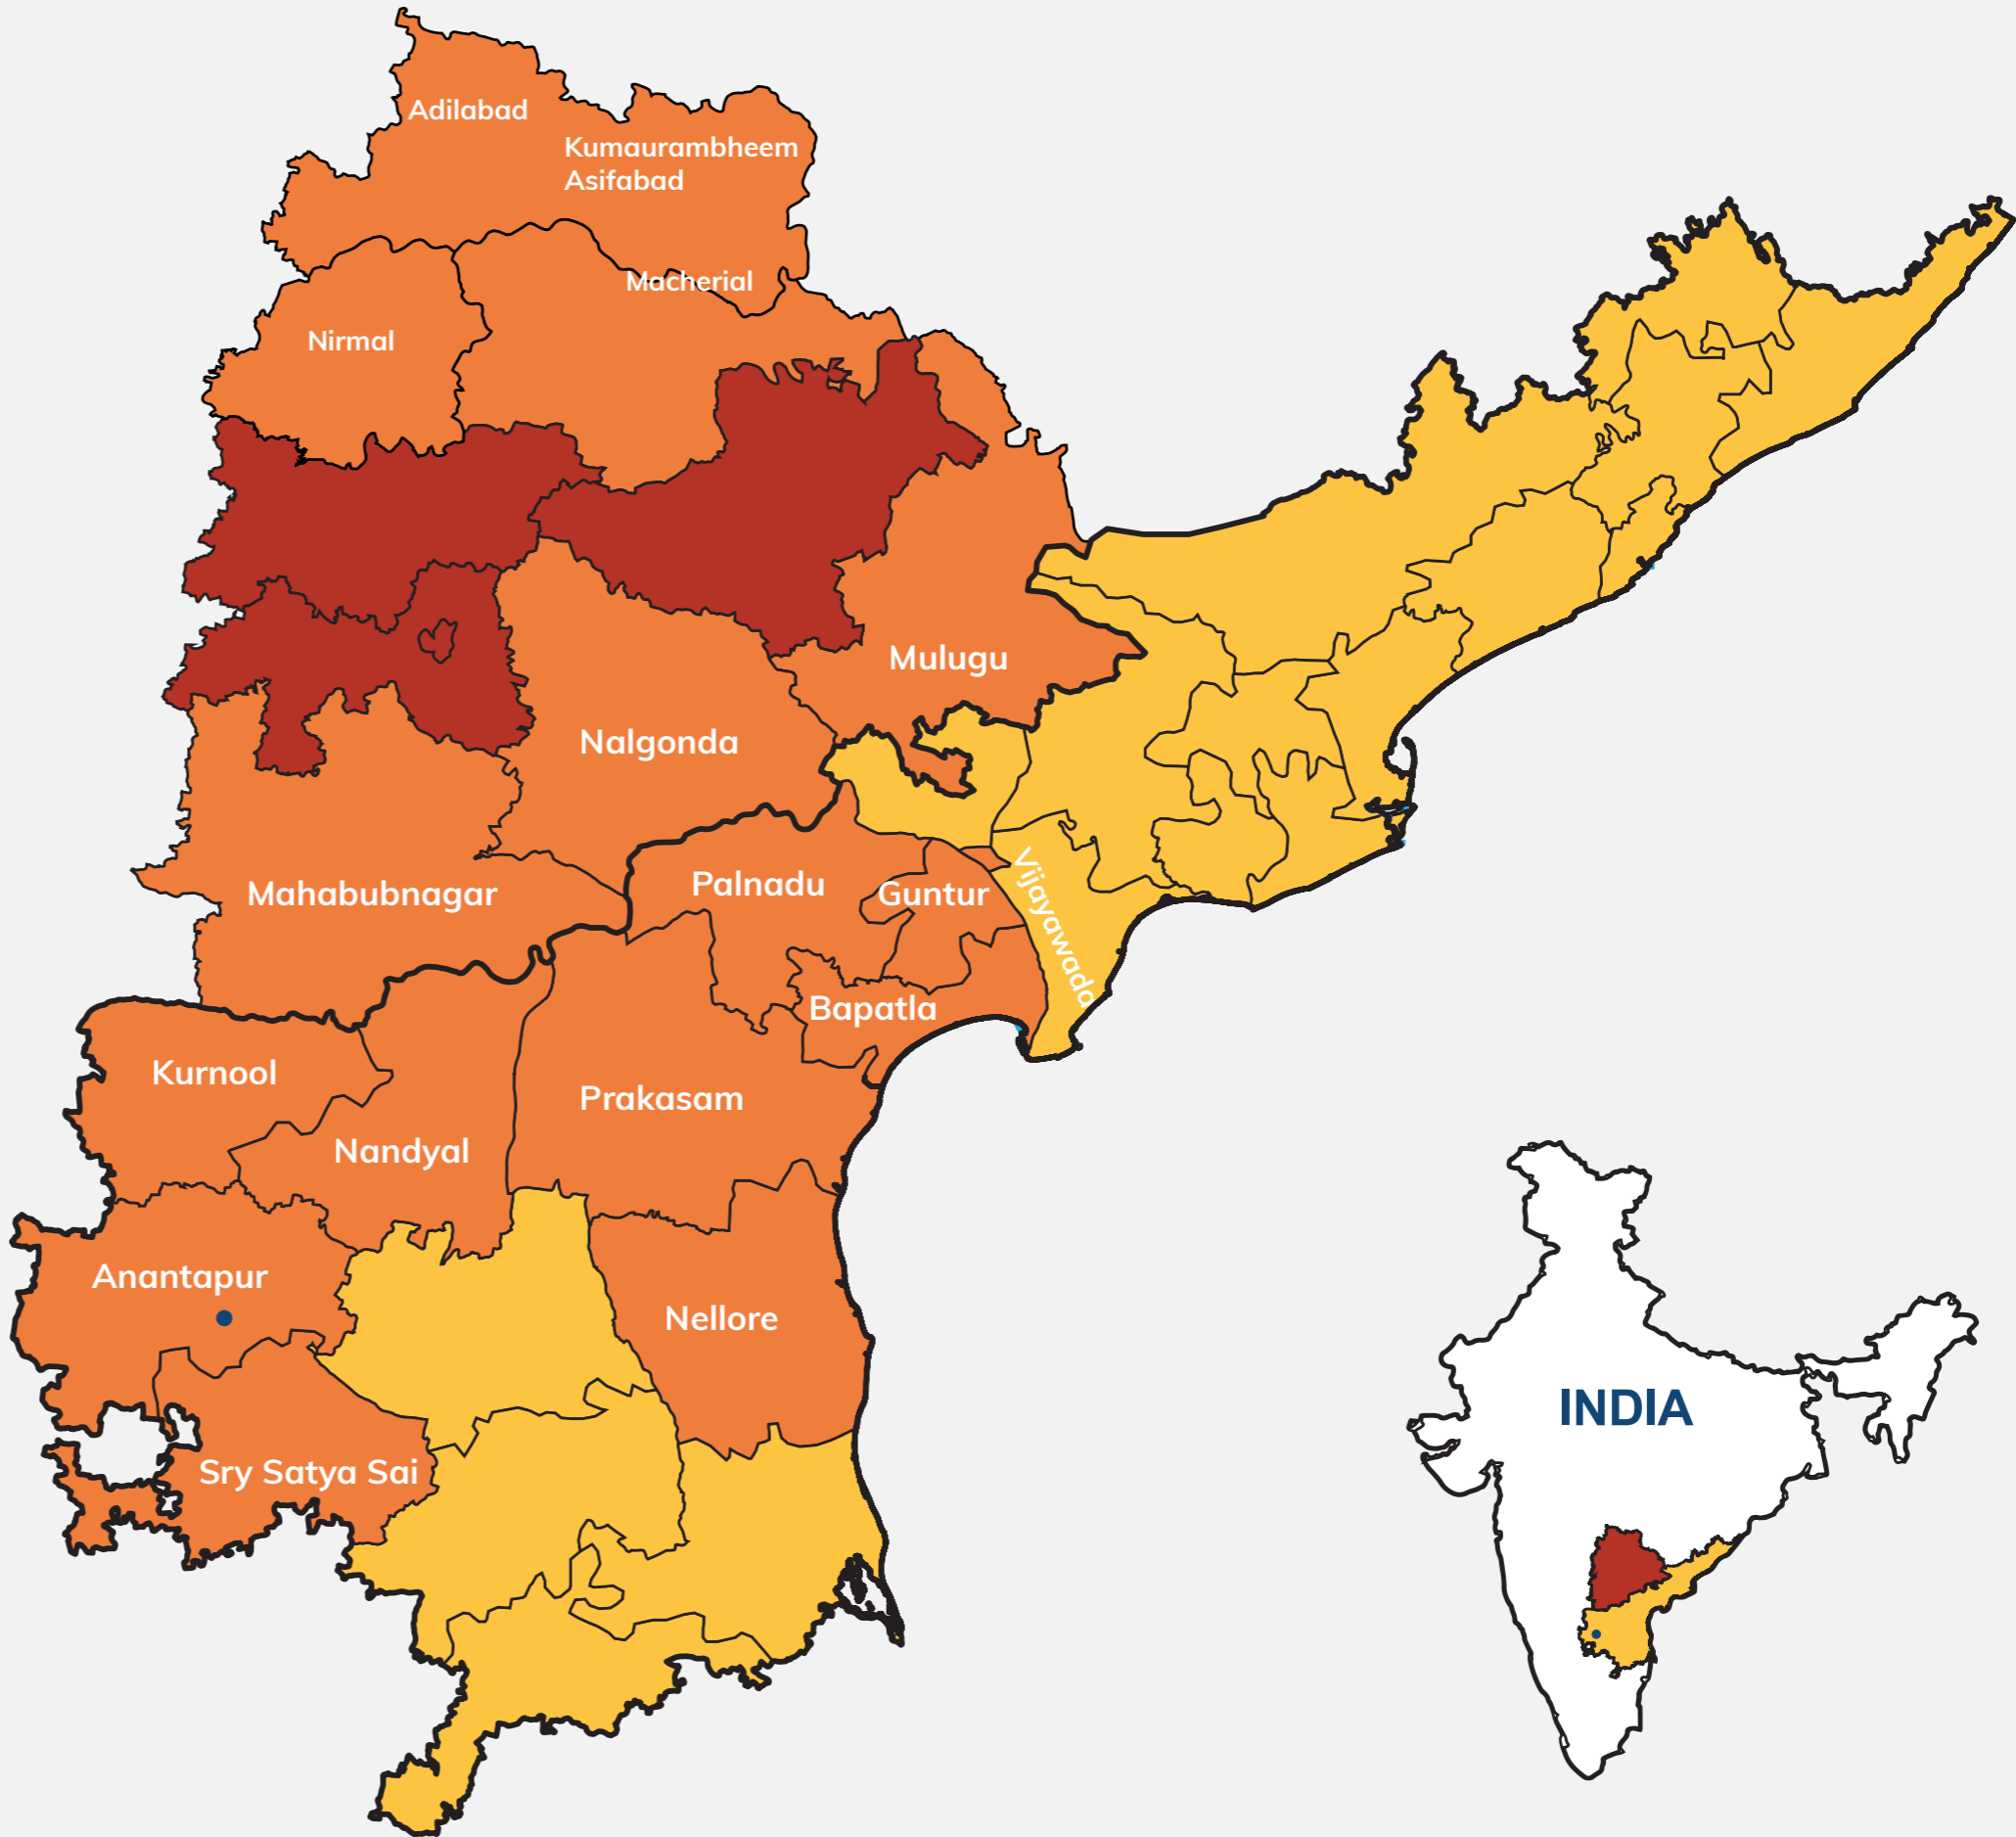 Adilabad
Kumaurambheem
Asifabad
Macherial
Nirmal
Mulugu
Nalgonda
Mahabubnagar
Palnadu
Guntur
Vijayawada
Bapatla
Kurnool
Prakasam
Nandyal
Anantapur
Nellore
Sry Satya Sai
INDIA